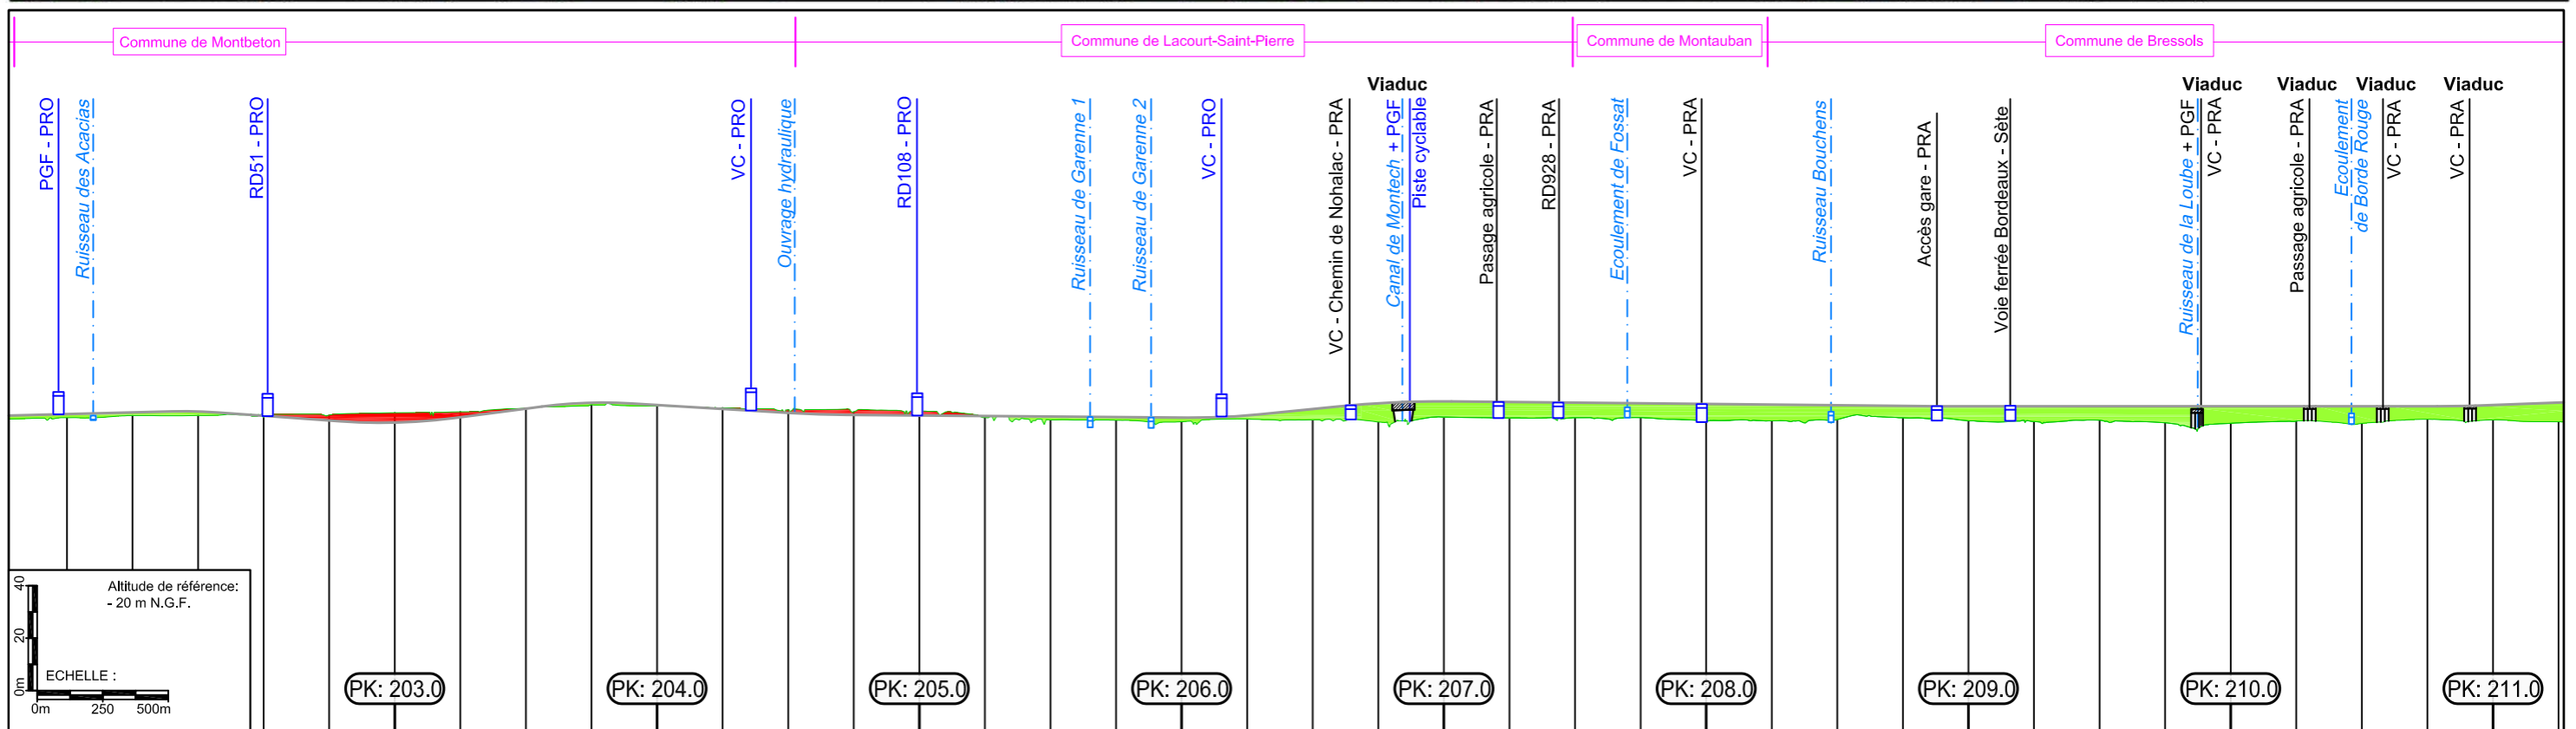 Commune de Montbeton
Commune de Lacourt-Saint-Pierre
Commune de Montauban
Commune de Bressols
Viaduc
Viaduc
Viaduc
Viaduc
Viaduc
PGF - PRO
Ruisseau des Acacias
RD51 - PRO
VC - PRO
Ouvrage hydraulique
RD108 - PRO
Ruisseau de Garenne 1
Ruisseau de Garenne 2
VC - PRO
VC - Chemin de Nohalac - PRA
Canal de Montech + PGF
Piste cyclable
Passage agricole - PRA
RD928 - PRA
Ecoulement de Fossat
VC - PRA
Ruisseau Bouchens
Accès gare - PRA
Voie ferrée Bordeaux - Sète
Ruisseau de la Loube + PGF
VC - PRA
Passage agricole - PRA
Ecoulement
de Borde Rouge
VC - PRA
VC - PRA
40
20
0m
Altitude de référence:
- 20 m N.G.F.
ECHELLE :
0m 250 500m
PK: 203.0
PK: 204.0
PK: 205.0
PK: 206.0
PK: 207.0
PK: 208.0
PK: 209.0
PK: 210.0
PK: 211.0